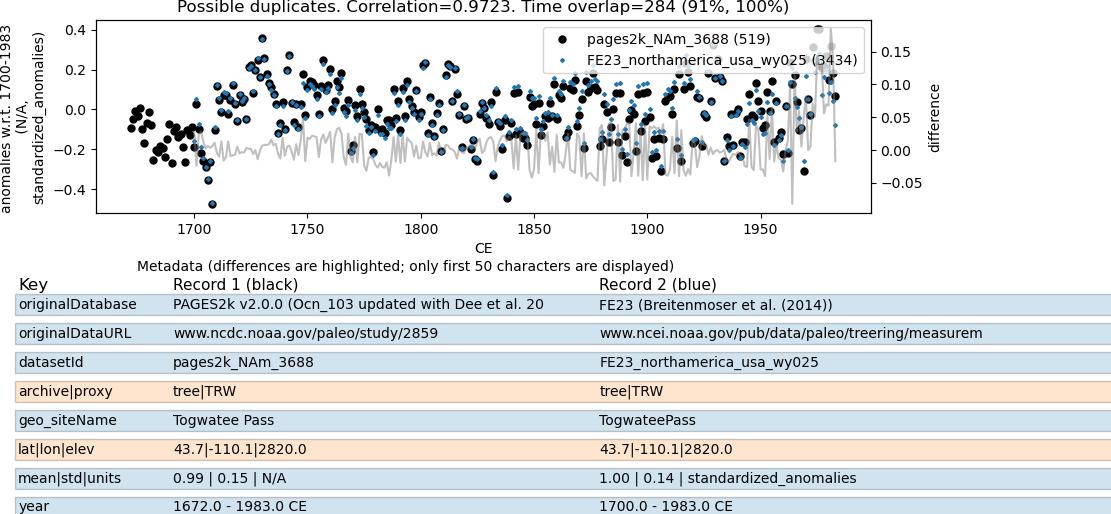 Possible duplicates. Correlation=0.9723. Time overlap=284 (91%, 100%)
anomalies w.r.t. 1700-1983
(N/A,
standardized_anomalies)
0.4
0.2
0.0
−0.2
−0.4
pages2k_NAm_3688 (519)
FE23_northamerica_usa_wy025 (3434)
0.15
0.10
0.05
0.00
−0.05
difference
1700 1750 1800 1850 1900 1950
CE
Metadata (differences are highlighted; only first 50 characters are displayed)
Key Record 1 (black) Record 2 (blue)
originalDatabase PAGES2k v2.0.0 (Ocn_103 updated with Dee et al. 20 FE23 (Breitenmoser et al. (2014))
originalDataURL www.ncdc.noaa.gov/paleo/study/2859 www.ncei.noaa.gov/pub/data/paleo/treering/measurem
datasetId pages2k_NAm_3688 FE23_northamerica_usa_wy025
archive|proxy tree|TRW tree|TRW
geo_siteName Togwatee Pass TogwateePass
lat|lon|elev 43.7|-110.1|2820.0 43.7|-110.1|2820.0
mean|std|units 0.99 | 0.15 | N/A 1.00 | 0.14 | standardized_anomalies
year 1672.0 - 1983.0 CE 1700.0 - 1983.0 CE